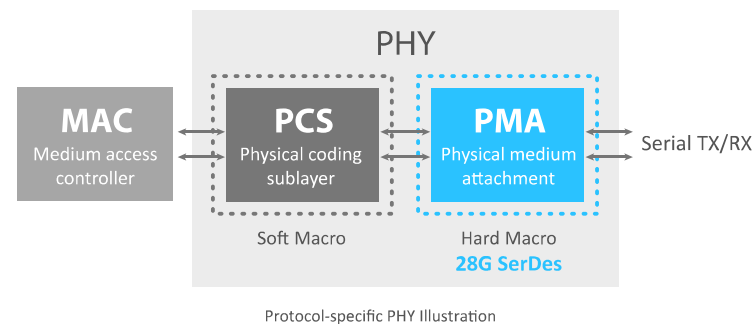 PHY
MAC
Medium access
controller
PCS
Physical coding
sublayer
PMA
Physical medium
attachment
Serial TX/RX
Soft Macro
Hard Macro
28G SerDes
Protocol-specific PHY Illustration